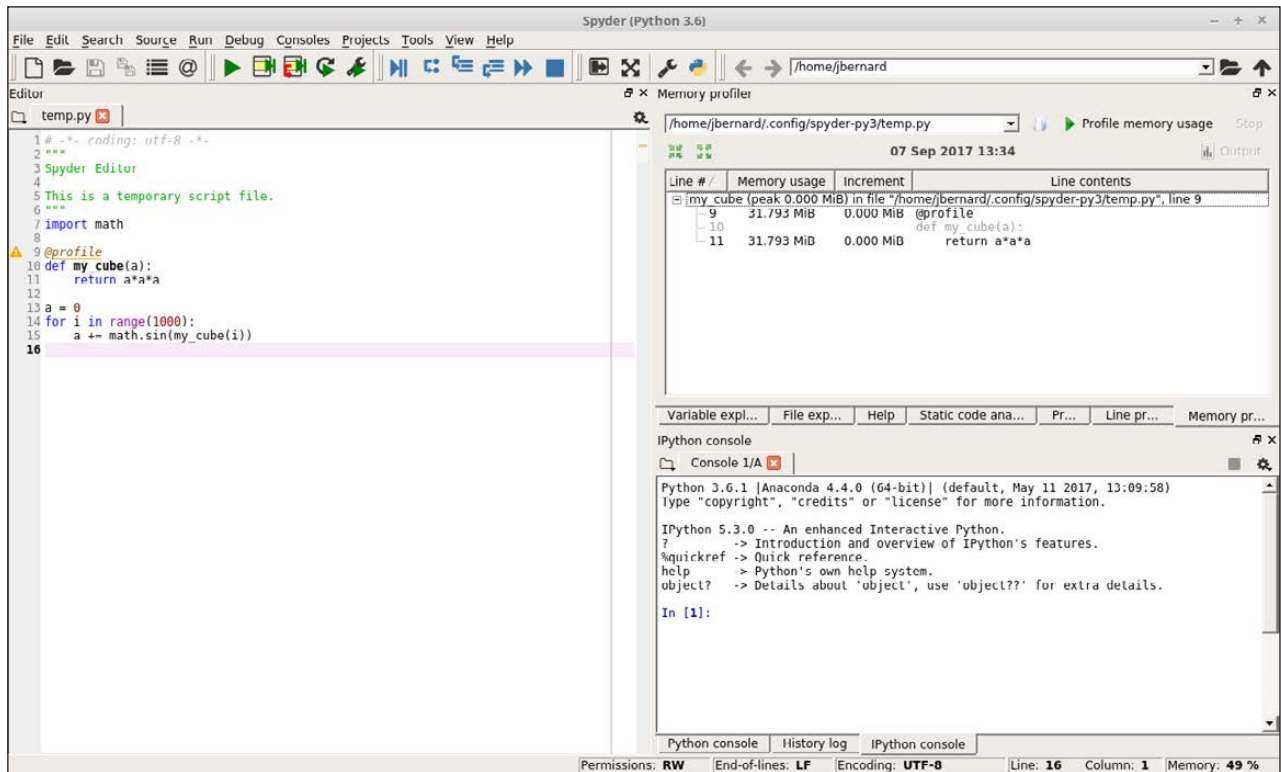 Spyder (Python 3.6)
File Edit Search Source Run Debug Consoles Projects Tools View Help
/home/jbernard
Editor
temp.py
1 # -*- coding: utf-8 -*-
2 """
3 Spyder Editor
4
5 This is a temporary script file.
6 """
7 import math
8
9 @profile
10 def my_cube(a):
11     return a*a*a
12
13 a = 0
14 for i in range(1000):
15     a += math.sin(my_cube(i))
16
Memory profiler
/home/jbernard/.config/spyder-py3/temp.py Profile memory usage Stop
07 Sep 2017 13:34 Output
Line # Memory usage Increment Line contents
my_cube (peak 0.000 MiB) in file "/home/jbernard/.config/spyder-py3/temp.py", line 9
9 31.793 MiB 0.000 MiB @profile
10 def my_cube(a):
11 31.793 MiB 0.000 MiB return a*a*a
Variable expl... File exp... Help Static code ana... Pr... Line pr... Memory pr...
IPython console
Console 1/A
Python 3.6.1 |Anaconda 4.4.0 (64-bit)| (default, May 11 2017, 13:09:58)
Type "copyright", "credits" or "license" for more information.
IPython 5.3.0 -- An enhanced Interactive Python.
? -> Introduction and overview of IPython's features.
%quickref -> Quick reference.
help -> Python's own help system.
object? -> Details about 'object', use 'object??' for extra details.
In [1]:
Python console History log IPython console
Permissions: RW End-of-lines: LF Encoding: UTF-8 Line: 16 Column: 1 Memory: 49 %